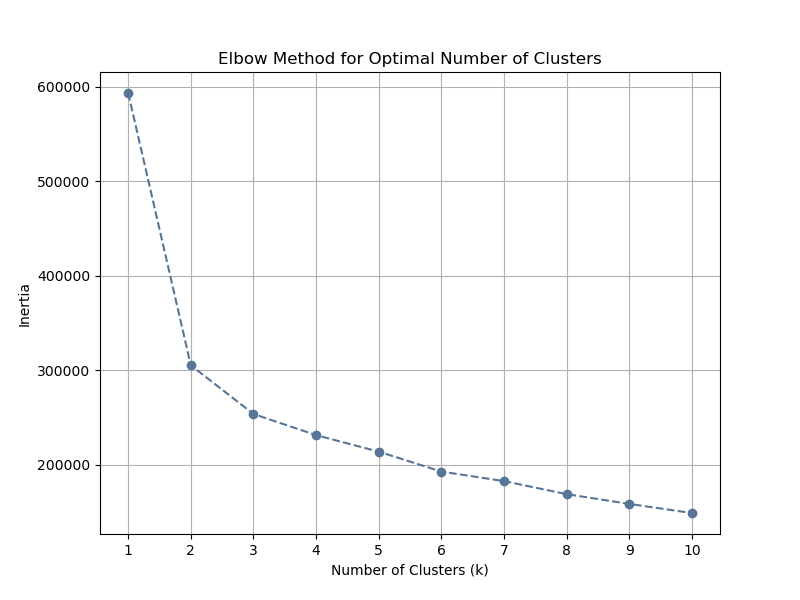 Elbow Method for Optimal Number of Clusters
600000
500000
400000
300000
200000
Inertia
1 2 3 4 5 6 7 8 9 10
Number of Clusters (k)